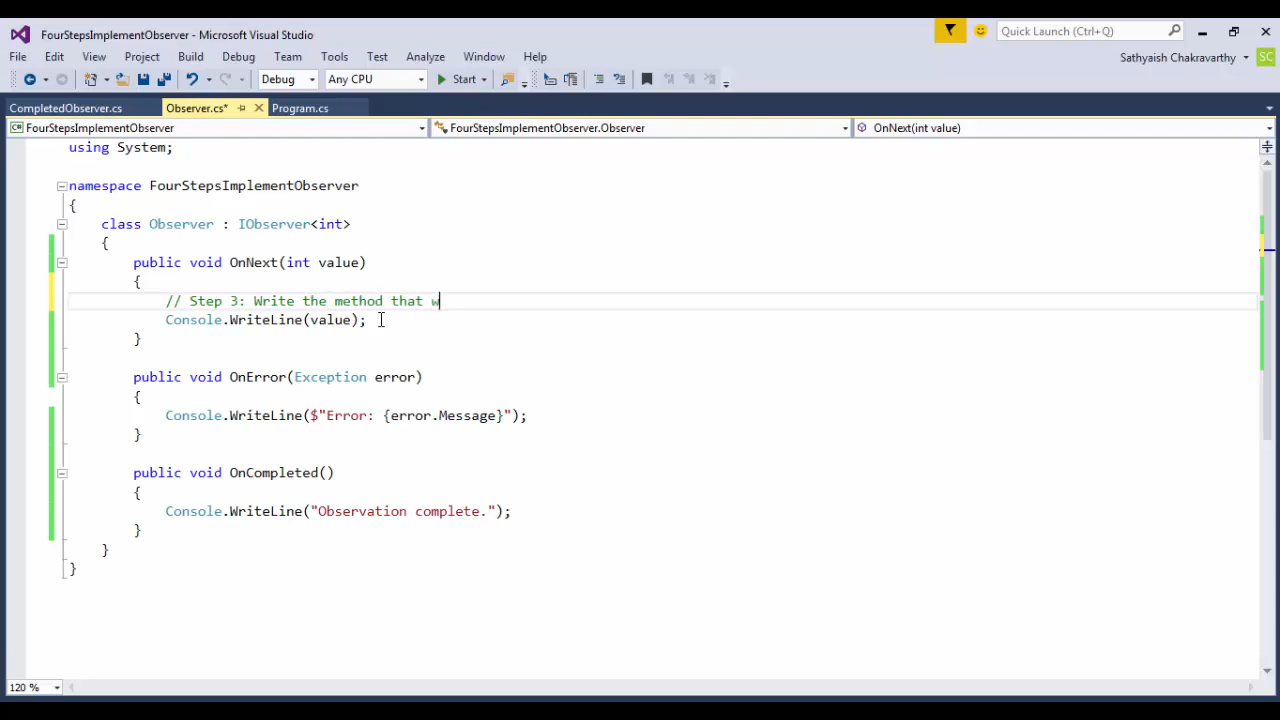 FourStepsImplementObserver - Microsoft Visual Studio
Quick Launch (Ctrl+Q)
File Edit View Project Build Debug Team Tools Test Analyze Window Help
Sathyaish Chakravarthy SC
Debug Any CPU Start
CompletedObserver.cs Observer.cs* Program.cs
C# FourStepsImplementObserver FourStepsImplementObserver.Observer OnNext(int value)
using System;
namespace FourStepsImplementObserver
{
class Observer : IObserver<int>
{
public void OnNext(int value)
{
// Step 3: Write the method that w
Console.WriteLine(value);
}
public void OnError(Exception error)
{
Console.WriteLine($"Error: {error.Message}");
}
public void OnCompleted()
{
Console.WriteLine("Observation complete.");
}
}
}
120 %